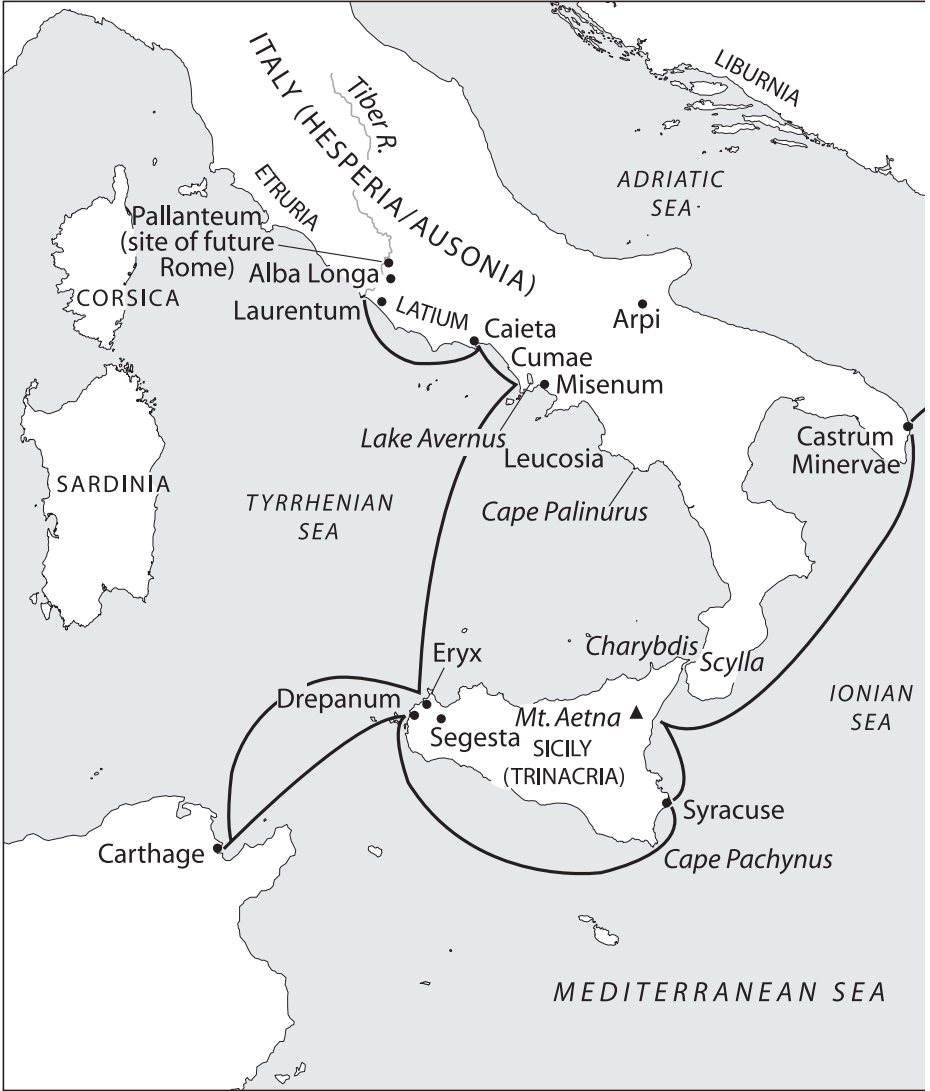 LIBURNIA
ITALY (HESPERIA/AUSONIA)
Tiber R.
ADRIATIC
SEA
ETRURIA
Pallanteum
(site of future
Rome)
Alba Longa
CORSICA
Laurentum
LATIUM
Arpi
Caieta
Cumae
Misenum
Lake Avernus
Castrum
Minervae
Leucosia
SARDINIA
TYRRHENIAN
SEA
Cape Palinurus
Charybdis
Scylla
Eryx
Drepanum
IONIAN
SEA
Mt. Aetna
Segesta
SICILY
(TRINACRIA)
Syracuse
Carthage
Cape Pachynus
MEDITERRANEAN SEA